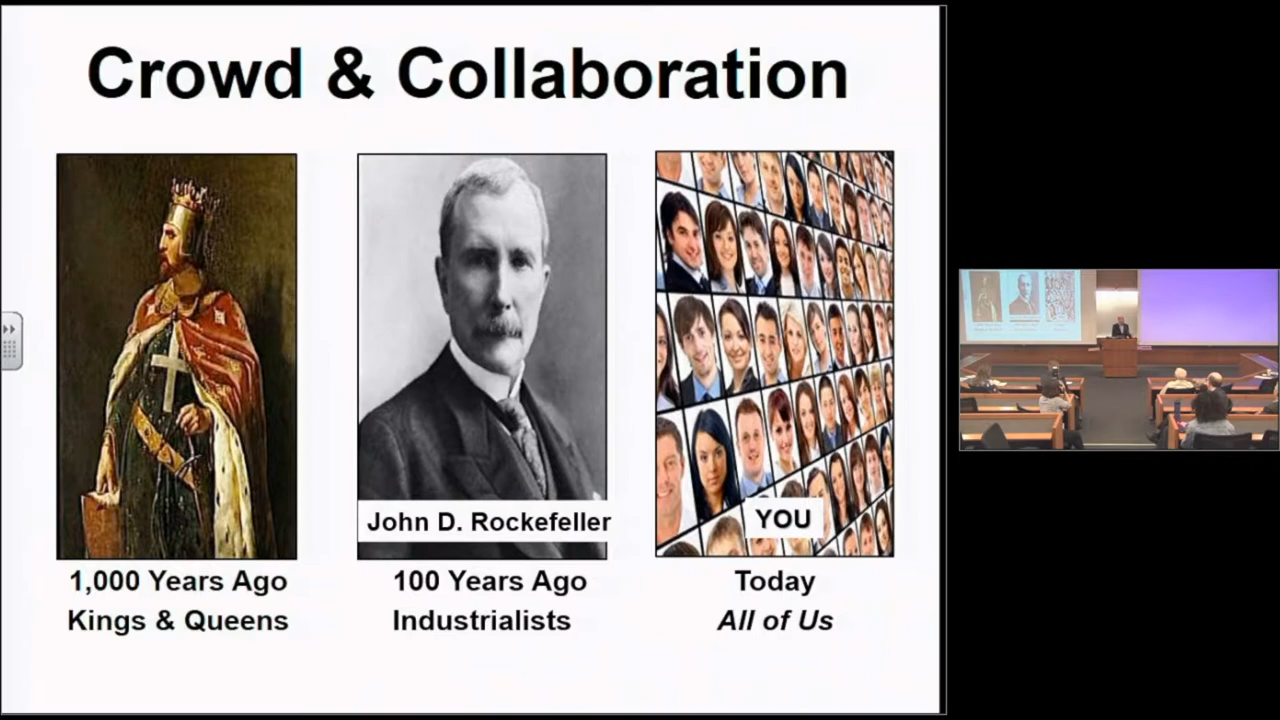 Crowd & Collaboration
John D. Rockefeller
YOU
1,000 Years Ago
Kings & Queens
100 Years Ago
Industrialists
Today
All of Us